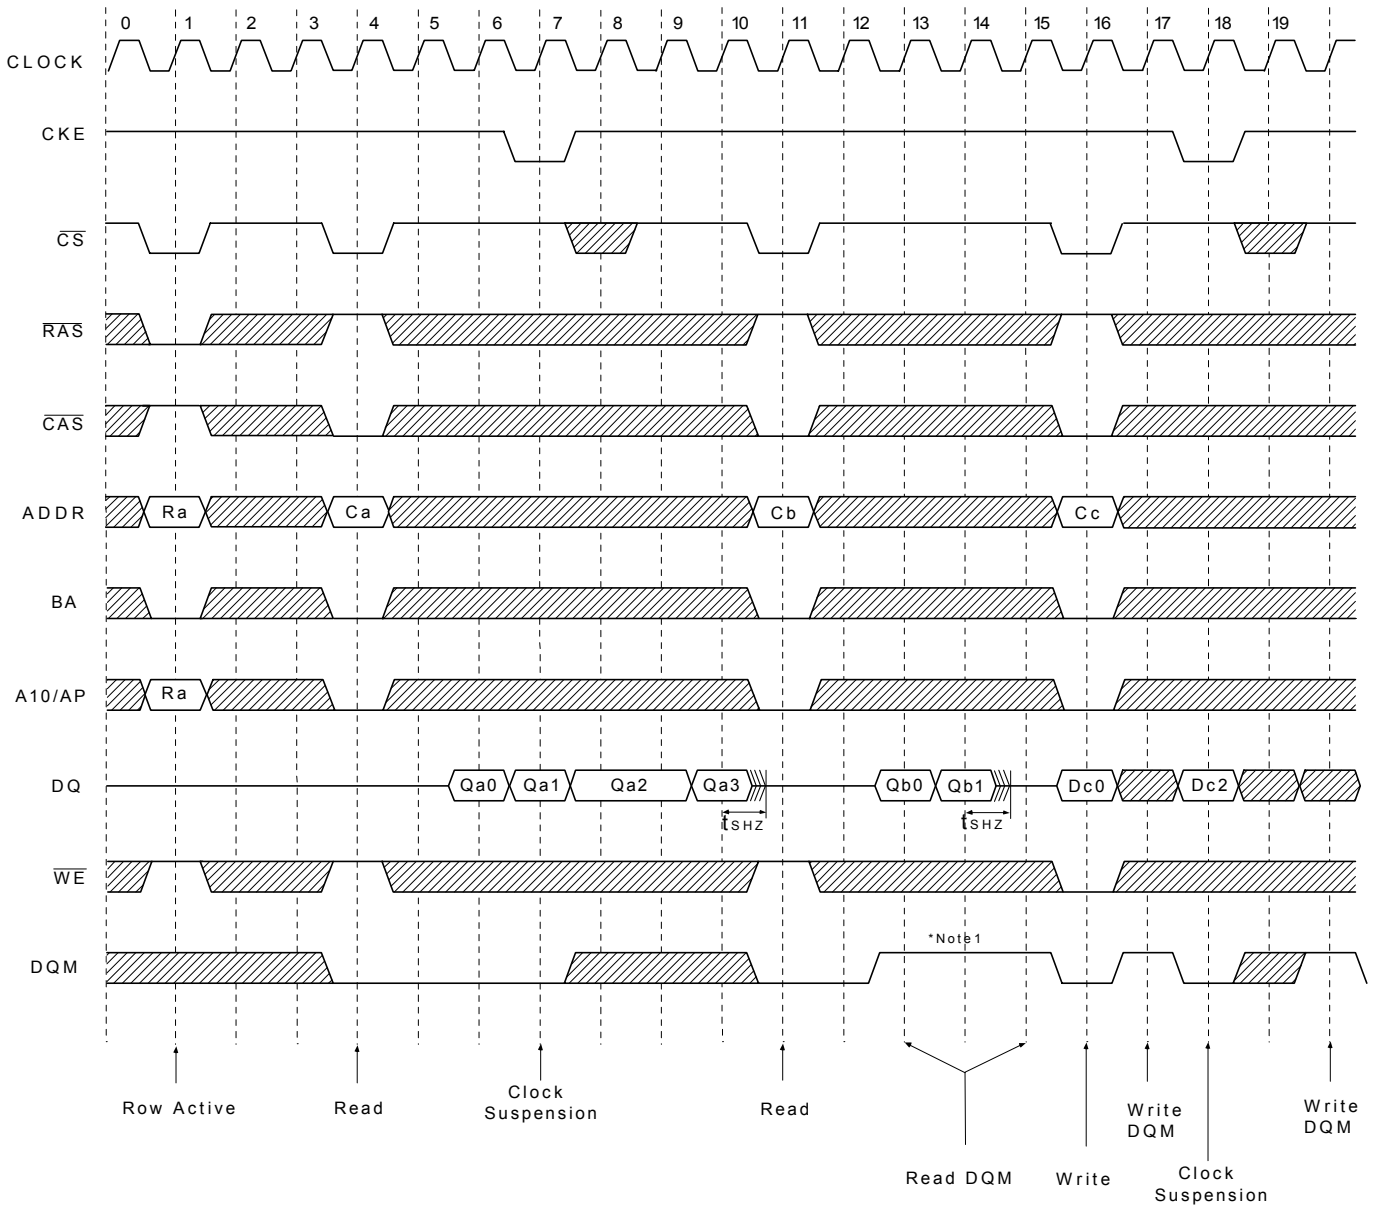 0 1 2 3 4 5 6 7 8 9 10 11 12 13 14 15 16 17 18 19
CLOCK
CKE
CS
RAS
CAS
ADDR Ra Ca Cb Cc
BA
A10/AP Ra
DQ Qa0 Qa1 Qa2 Qa3 Qb0 Qb1 Dc0 Dc2
tSHZ tSHZ
WE
*Note1
DQM
Row Active Read Clock Suspension Read Write DQM Write DQM
Read DQM Write Clock Suspension